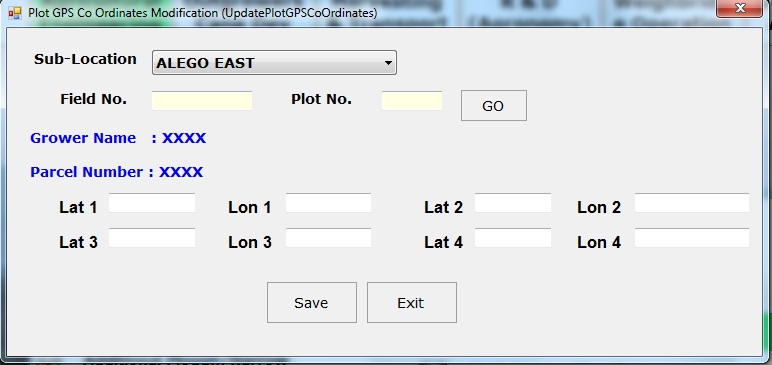 Plot GPS Co Ordinates Modification (UpdatePlotGPSCoOrdinates)
Sub-Location ALEGO EAST
Field No. Plot No. GO
Grower Name : XXXX
Parcel Number : XXXX
Lat 1 Lon 1 Lat 2 Lon 2
Lat 3 Lon 3 Lat 4 Lon 4
Save Exit